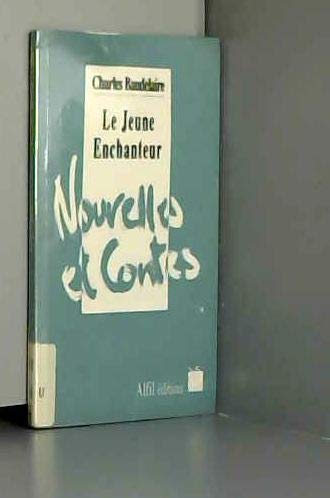 Charles Baudelaire
Le Jeune
Enchanteur
Nouvelles
et Contes
Alfil éditions
U